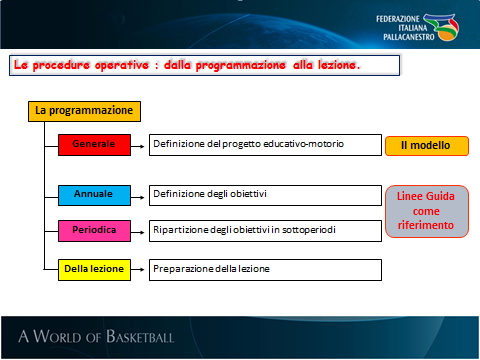 FEDERAZIONE
ITALIANA
PALLACANESTRO
Le procedure operative : dalla programmazione alla lezione.
La programmazione
Generale
Definizione del progetto educativo-motorio
Il modello
Annuale
Definizione degli obiettivi
Linee Guida
come
riferimento
Periodica
Ripartizione degli obiettivi in sottoperiodi
Della lezione
Preparazione della lezione
A WORLD OF BASKETBALL